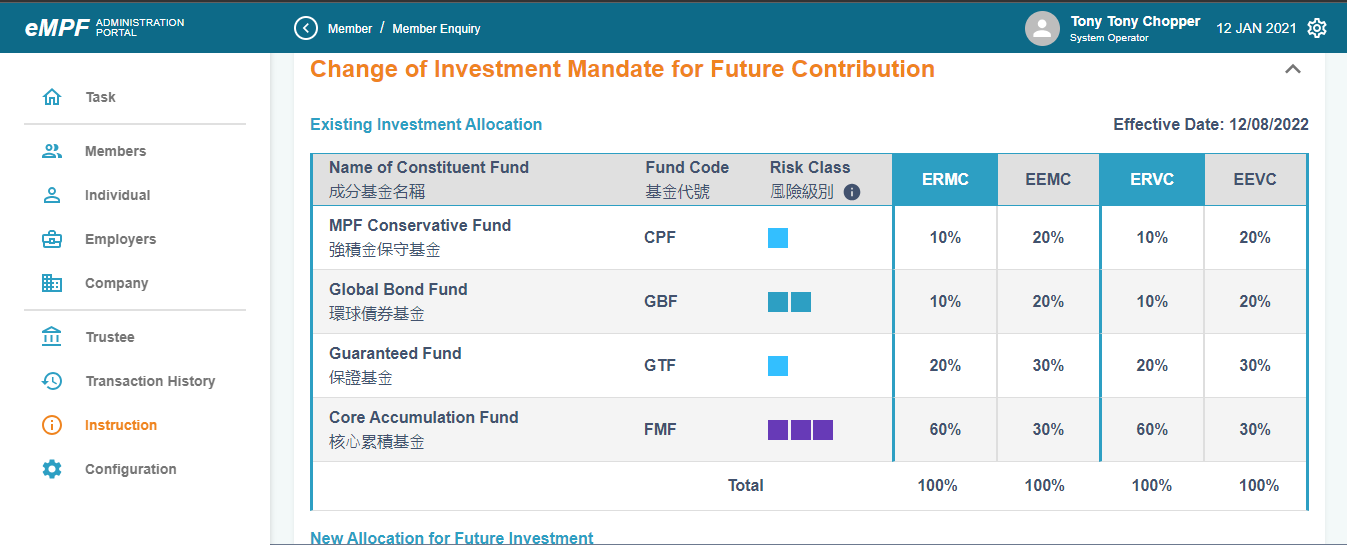 eMPF ADMINISTRATION
PORTAL
Member / Member Enquiry
Tony Tony Chopper
System Operator
12 JAN 2021
Task
Members
Individual
Employers
Company
Trustee
Transaction History
Instruction
Configuration
Change of Investment Mandate for Future Contribution
Existing Investment Allocation
Effective Date: 12/08/2022
Name of Constituent Fund Fund Code Risk Class ERMC EEMC ERVC EEVC
成分基金名稱 基金代號 風險級別
MPF Conservative Fund CPF 10% 20% 10% 20%
強積金保守基金
Global Bond Fund GBF 10% 20% 10% 20%
環球債券基金
Guaranteed Fund GTF 20% 30% 20% 30%
保證基金
Core Accumulation Fund FMF 60% 30% 60% 30%
核心累積基金
Total 100% 100% 100% 100%
New Allocation for Future Investment